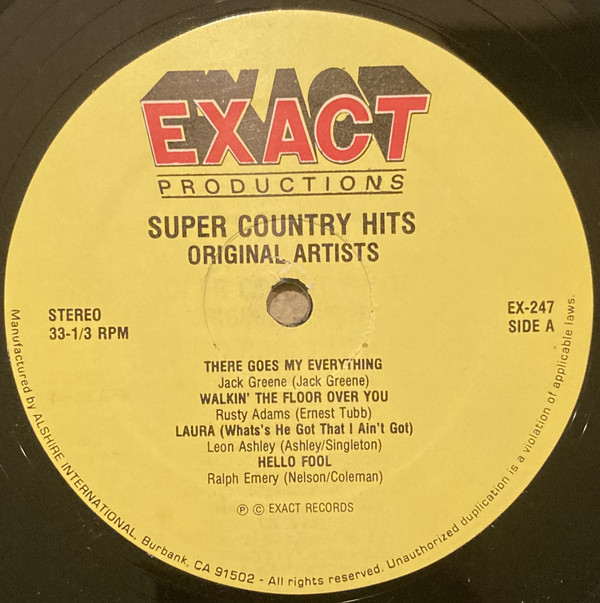 EXACT
PRODUCTIONS
SUPER COUNTRY HITS
ORIGINAL ARTISTS
STEREO
33-1/3 RPM
EX-247
SIDE A
THERE GOES MY EVERYTHING
Jack Greene (Jack Greene)
WALKIN' THE FLOOR OVER YOU
Rusty Adams (Ernest Tubb)
LAURA (Whats's He Got That I Ain't Got)
Leon Ashley (Ashley/Singleton)
HELLO FOOL
Ralph Emery (Nelson/Coleman)
Ⓟ © EXACT RECORDS
Manufactured by ALSHIRE INTERNATIONAL, Burbank, CA 91502 - All rights reserved. Unauthorized duplication is a violation of applicable laws.